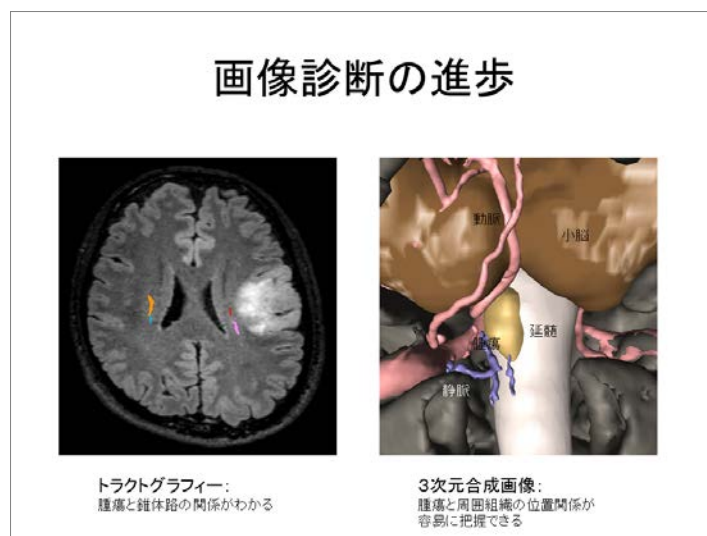 画像診断の進歩
動脈
小脳
延髄
腫瘍
静脈
トラクトグラフィー:
腫瘍と錐体路の関係がわかる
3次元合成画像:
腫瘍と周囲組織の位置関係が
容易に把握できる